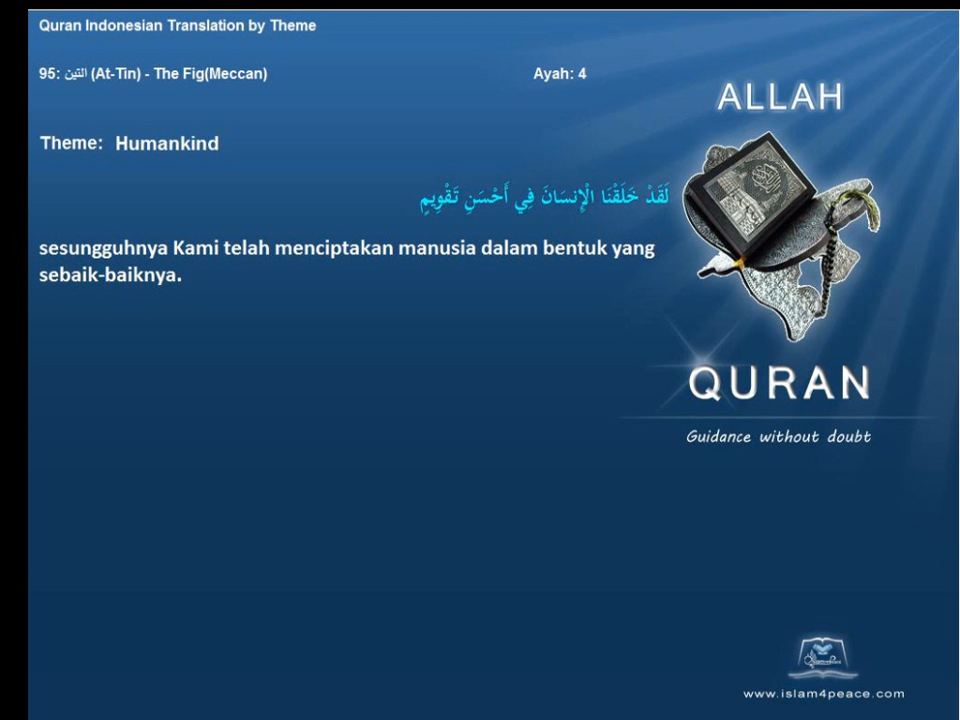 Quran Indonesian Translation by Theme
95: التين (At-Tin) - The Fig(Meccan) Ayah: 4
ALLAH
Theme: Humankind
لَقَدْ خَلَقْنَا الْإِنسَانَ فِي أَحْسَنِ تَقْوِيمٍ
sesungguhnya Kami telah menciptakan manusia dalam bentuk yang
sebaik-baiknya.
QURAN
Guidance without doubt
www.islam4peace.com